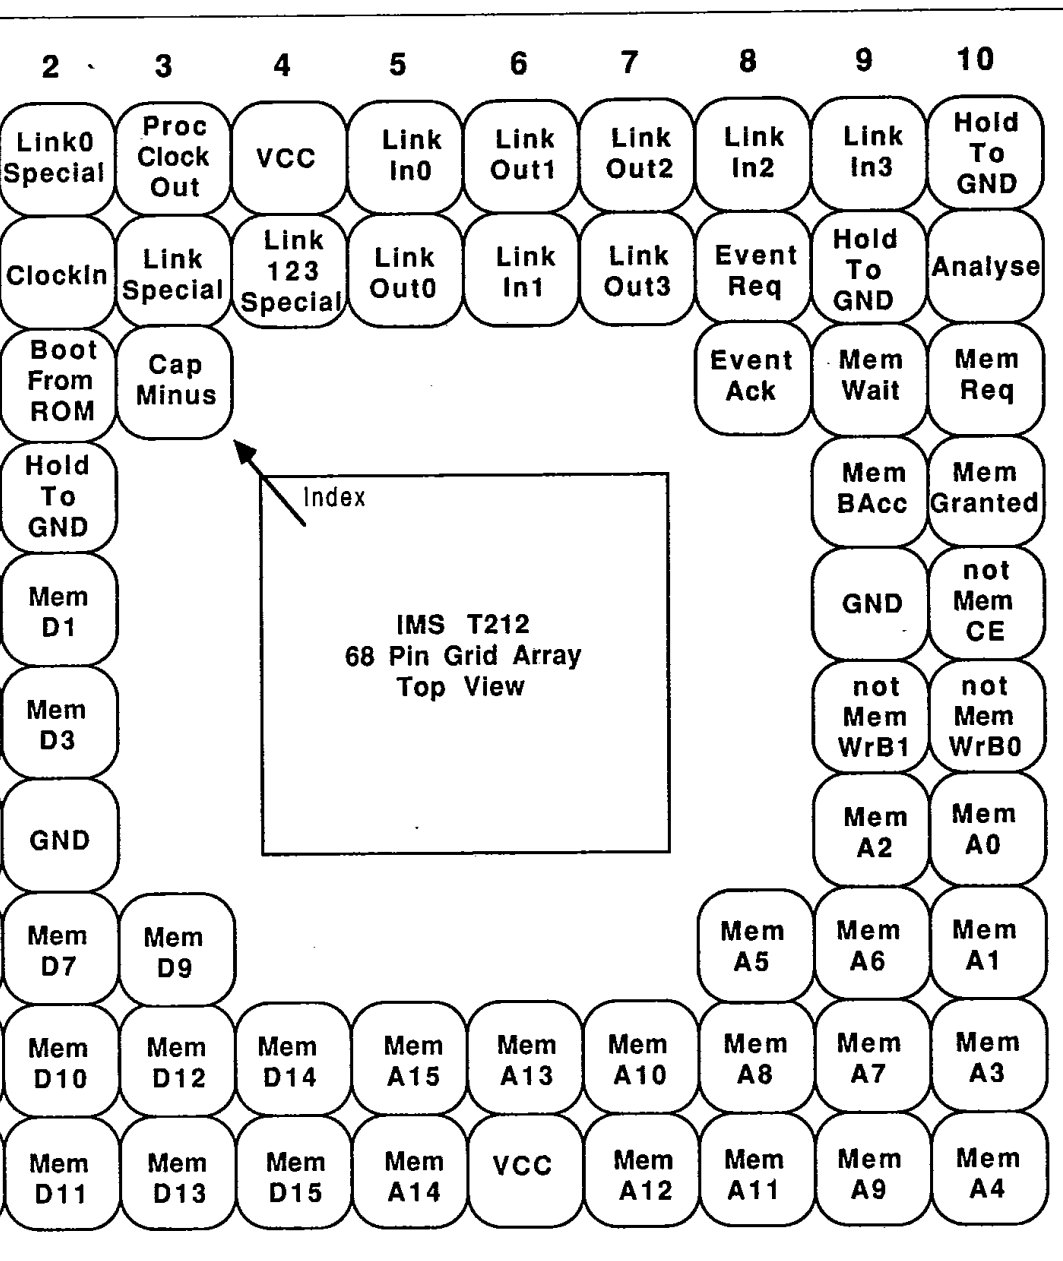 2 3 4 5 6 7 8 9 10
Link0
Special
Proc
Clock
Out
VCC
Link
In0
Link
Out1
Link
Out2
Link
In2
Link
In3
Hold
To
GND
ClockIn
Link
Special
Link
123
Special
Link
Out0
Link
In1
Link
Out3
Event
Req
Hold
To
GND
Analyse
Boot
From
ROM
Cap
Minus
Event
Ack
Mem
Wait
Mem
Req
Hold
To
GND
Index
Mem
BAcc
Mem
Granted
Mem
D1
IMS T212
68 Pin Grid Array
Top View
GND
not
Mem
CE
Mem
D3
not
Mem
WrB1
not
Mem
WrB0
GND
Mem
A2
Mem
A0
Mem
D7
Mem
D9
Mem
A5
Mem
A6
Mem
A1
Mem
D10
Mem
D12
Mem
D14
Mem
A15
Mem
A13
Mem
A10
Mem
A8
Mem
A7
Mem
A3
Mem
D11
Mem
D13
Mem
D15
Mem
A14
VCC
Mem
A12
Mem
A11
Mem
A9
Mem
A4